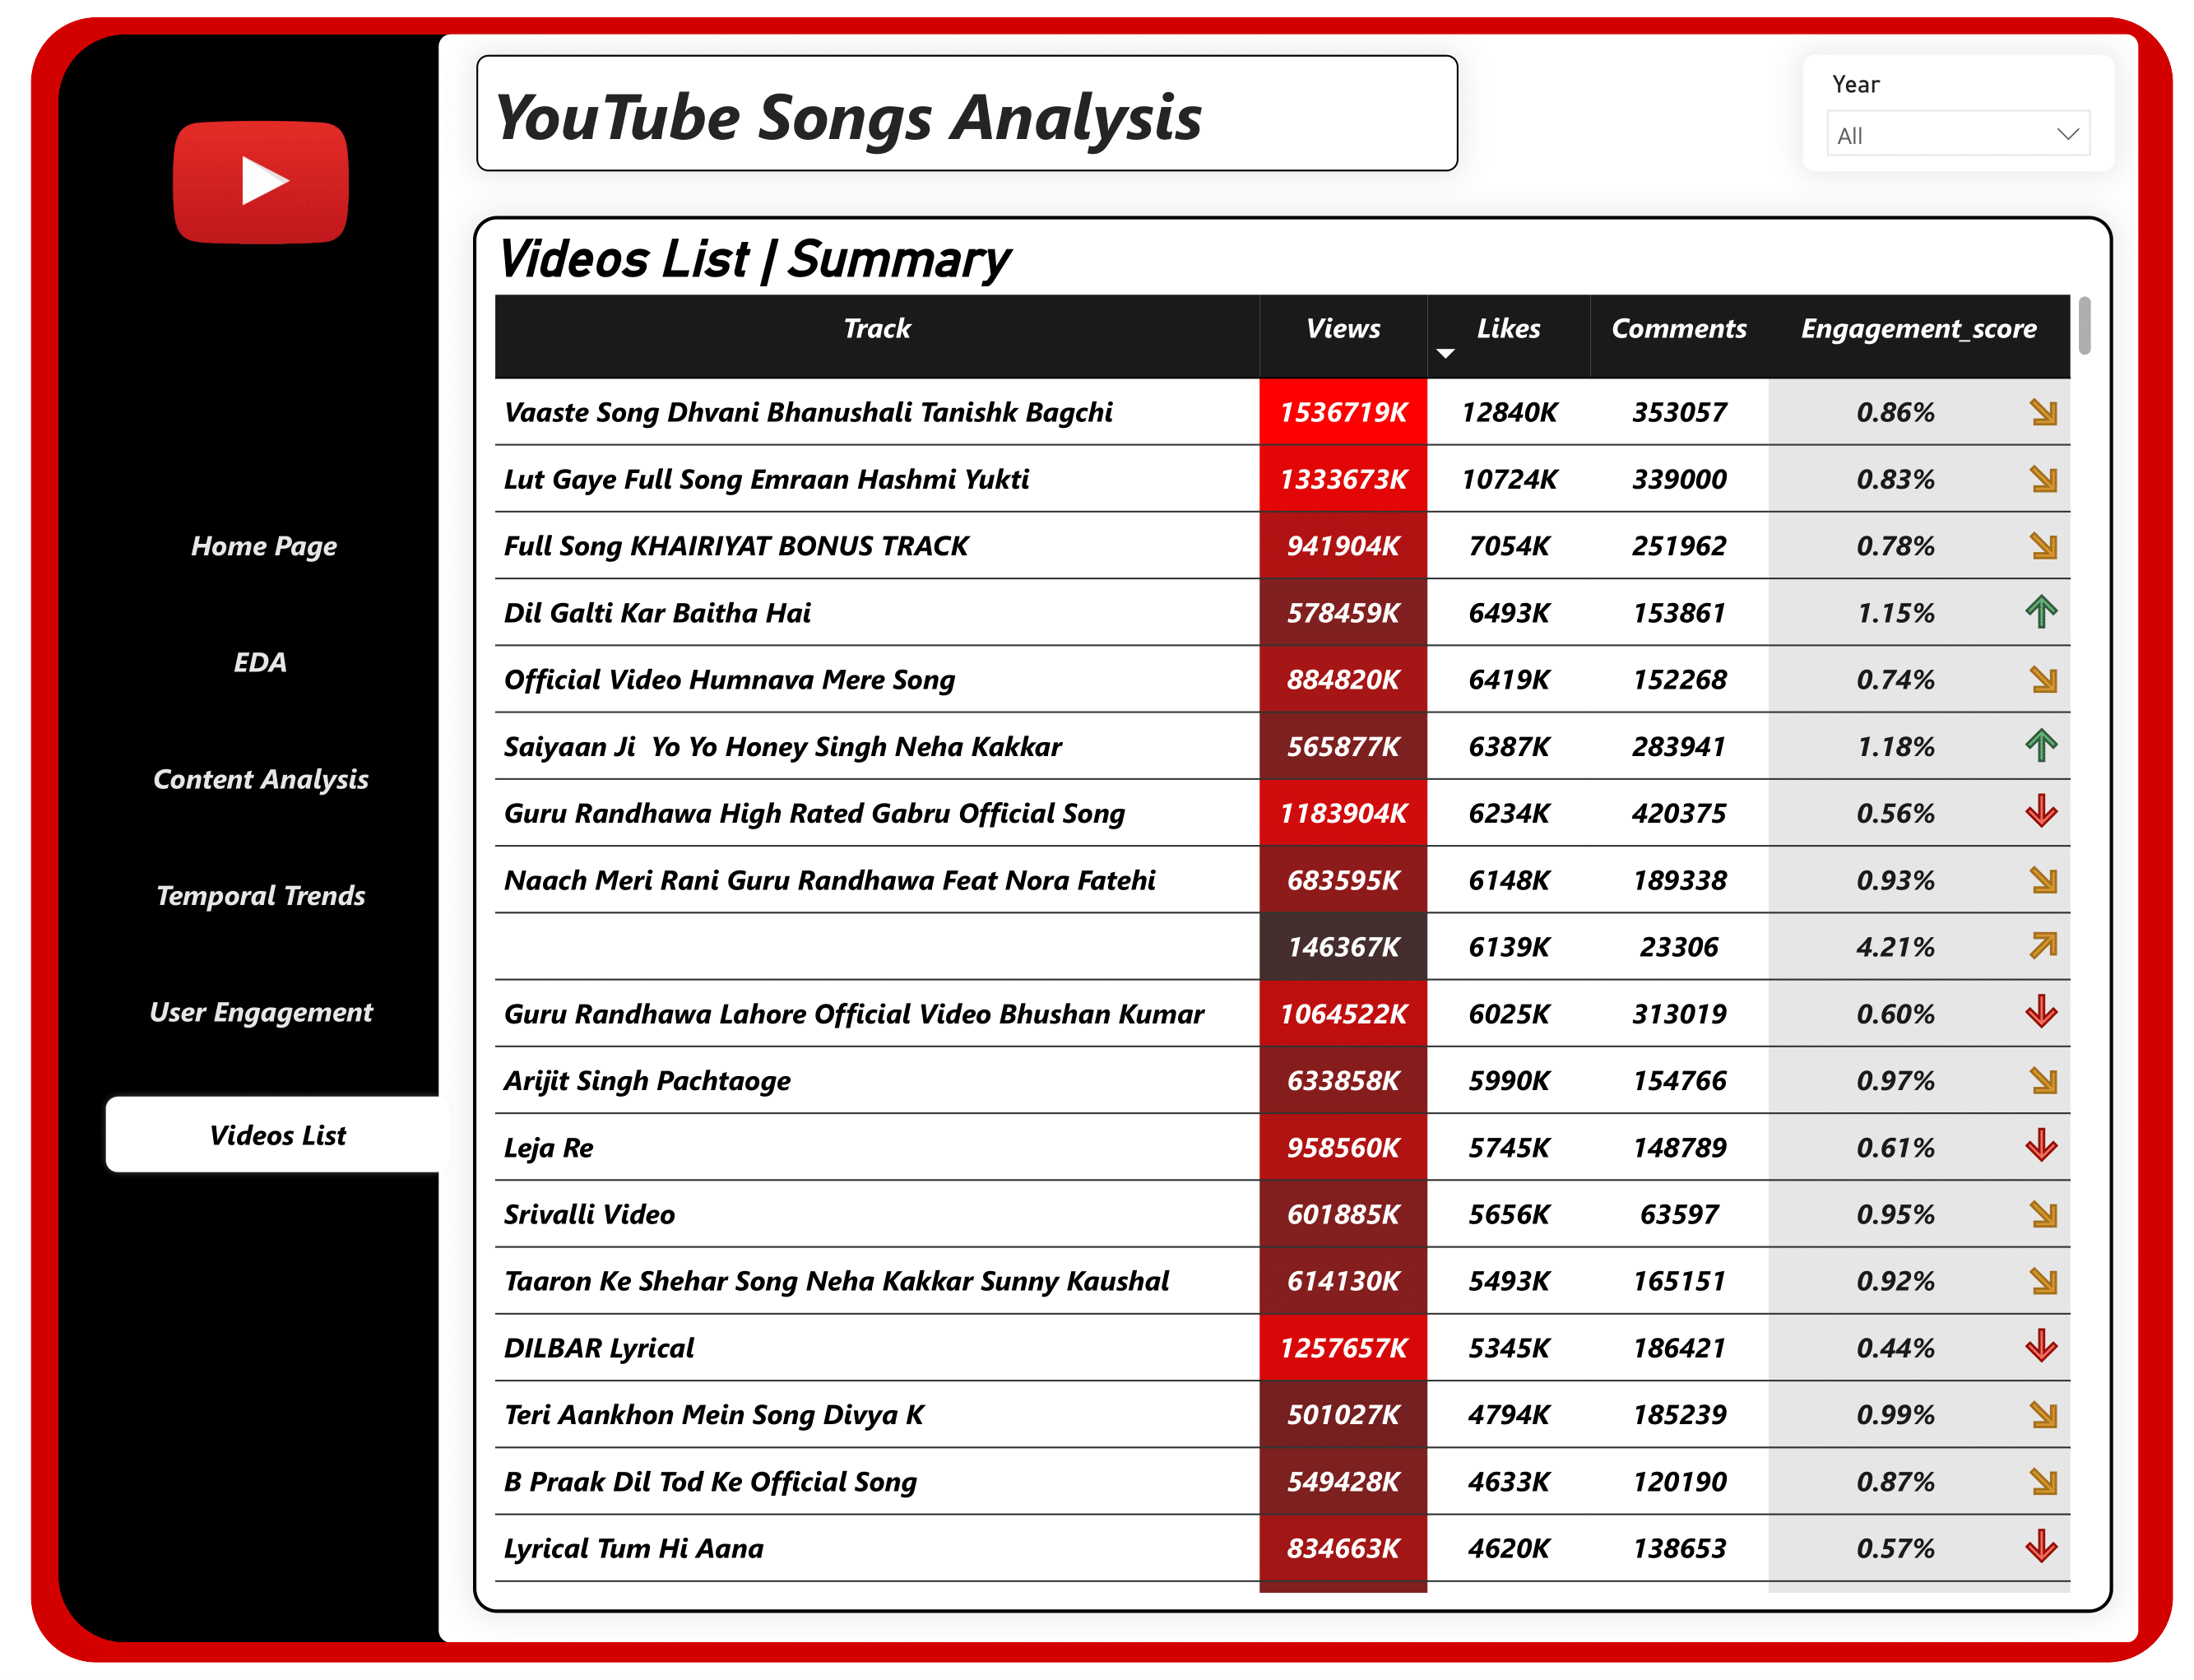 YouTube Songs Analysis
Year
All
Home Page
EDA
Content Analysis
Temporal Trends
User Engagement
Videos List
Videos List | Summary
Track Views Likes Comments Engagement_score
Vaaste Song Dhvani Bhanushali Tanishk Bagchi 1536719K 12840K 353057 0.86%
Lut Gaye Full Song Emraan Hashmi Yukti 1333673K 10724K 339000 0.83%
Full Song KHAIRIYAT BONUS TRACK 941904K 7054K 251962 0.78%
Dil Galti Kar Baitha Hai 578459K 6493K 153861 1.15%
Official Video Humnava Mere Song 884820K 6419K 152268 0.74%
Saiyaan Ji Yo Yo Honey Singh Neha Kakkar 565877K 6387K 283941 1.18%
Guru Randhawa High Rated Gabru Official Song 1183904K 6234K 420375 0.56%
Naach Meri Rani Guru Randhawa Feat Nora Fatehi 683595K 6148K 189338 0.93%
146367K 6139K 23306 4.21%
Guru Randhawa Lahore Official Video Bhushan Kumar 1064522K 6025K 313019 0.60%
Arijit Singh Pachtaoge 633858K 5990K 154766 0.97%
Leja Re 958560K 5745K 148789 0.61%
Srivalli Video 601885K 5656K 63597 0.95%
Taaron Ke Shehar Song Neha Kakkar Sunny Kaushal 614130K 5493K 165151 0.92%
DILBAR Lyrical 1257657K 5345K 186421 0.44%
Teri Aankhon Mein Song Divya K 501027K 4794K 185239 0.99%
B Praak Dil Tod Ke Official Song 549428K 4633K 120190 0.87%
Lyrical Tum Hi Aana 834663K 4620K 138653 0.57%